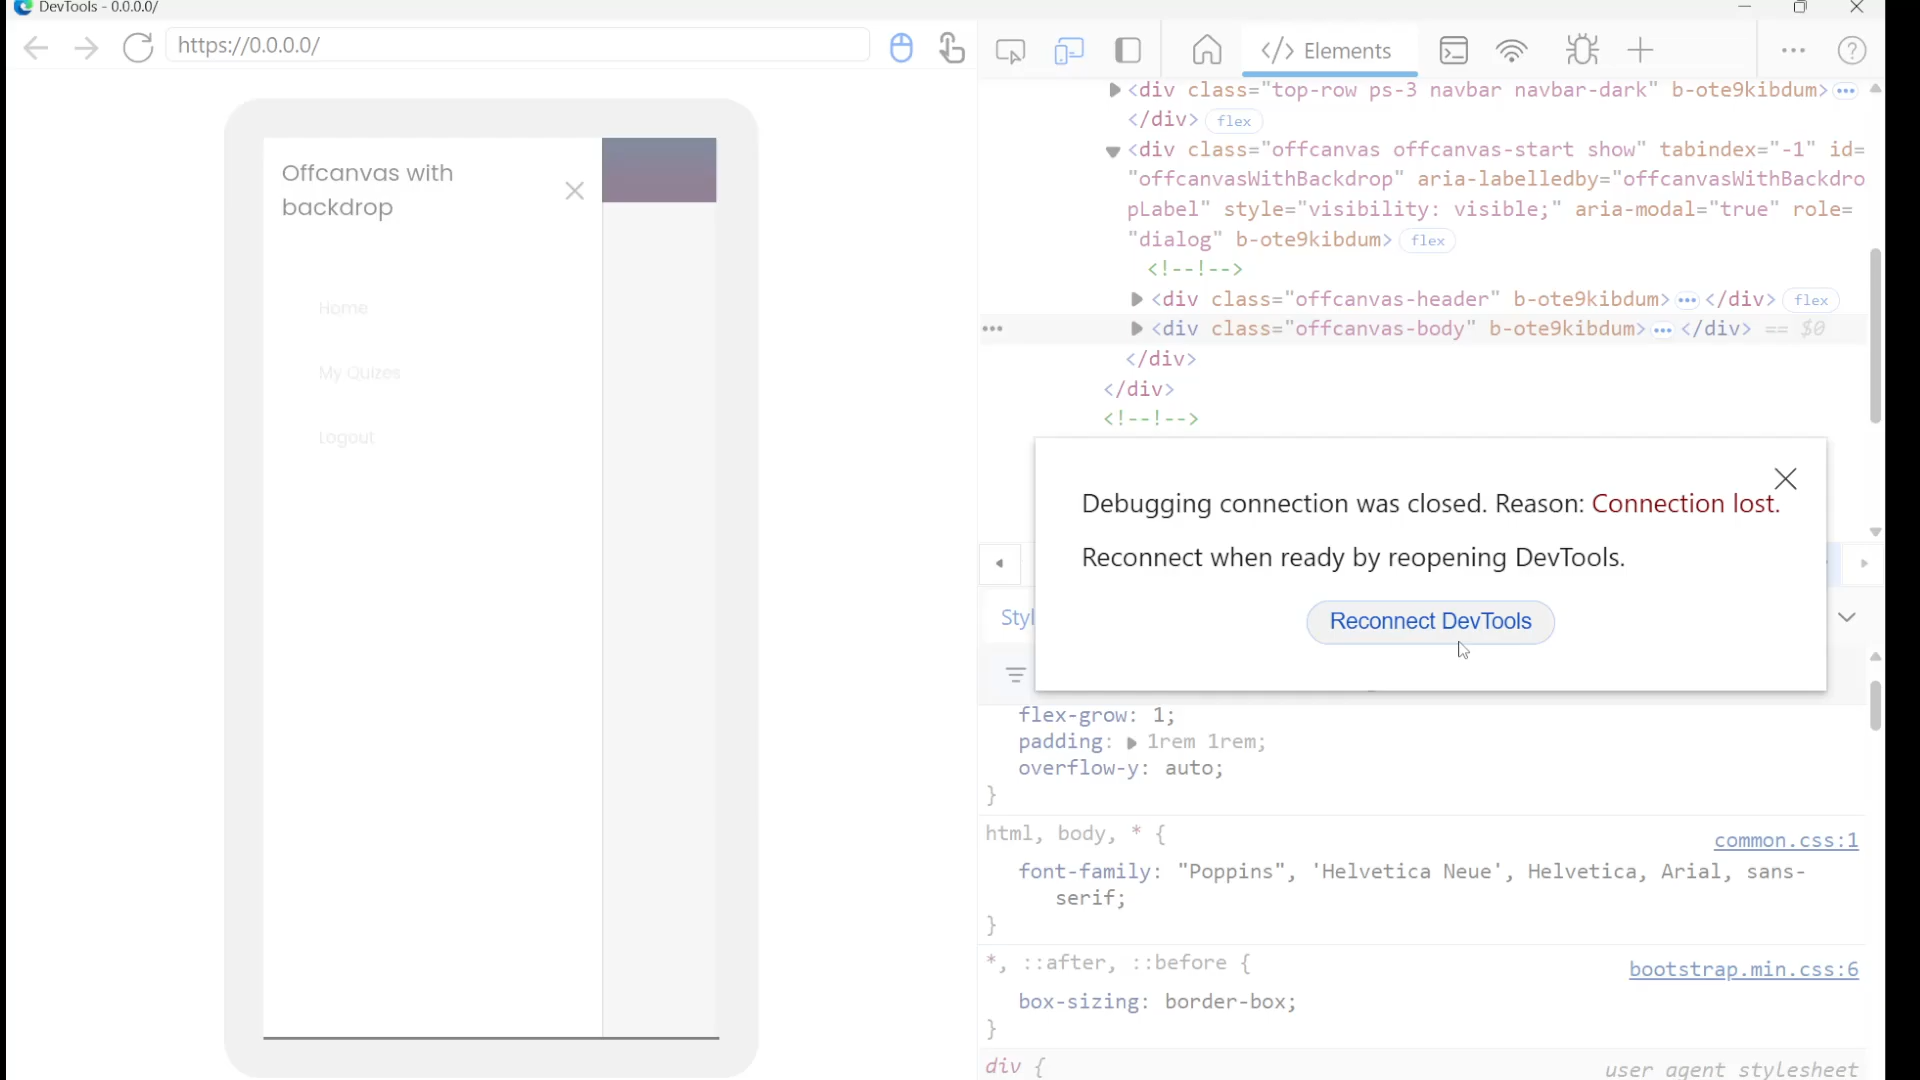 DevTools - 0.0.0.0/
https://0.0.0.0/
Elements
<div class="top-row ps-3 navbar navbar-dark" b-ote9kibdum>
</div> flex
<div class="offcanvas offcanvas-start show" tabindex="-1" id=
"offcanvasWithBackdrop" aria-labelledby="offcanvasWithBackdro
pLabel" style="visibility: visible;" aria-modal="true" role=
"dialog" b-ote9kibdum> flex
<!--!-->
<div class="offcanvas-header" b-ote9kibdum> ⋯ </div> flex
<div class="offcanvas-body" b-ote9kibdum> ⋯ </div> == $0
</div>
</div>
<!--!-->
Offcanvas with
backdrop
Home
My Quizes
Logout
Debugging connection was closed. Reason: Connection lost.
Reconnect when ready by reopening DevTools.
Reconnect DevTools
Styl
flex-grow: 1;
padding: ▶ 1rem 1rem;
overflow-y: auto;
}
html, body, * {
common.css:1
font-family: "Poppins", 'Helvetica Neue', Helvetica, Arial, sans-
serif;
}
*, ::after, ::before {
bootstrap.min.css:6
box-sizing: border-box;
}
div {
user agent stylesheet